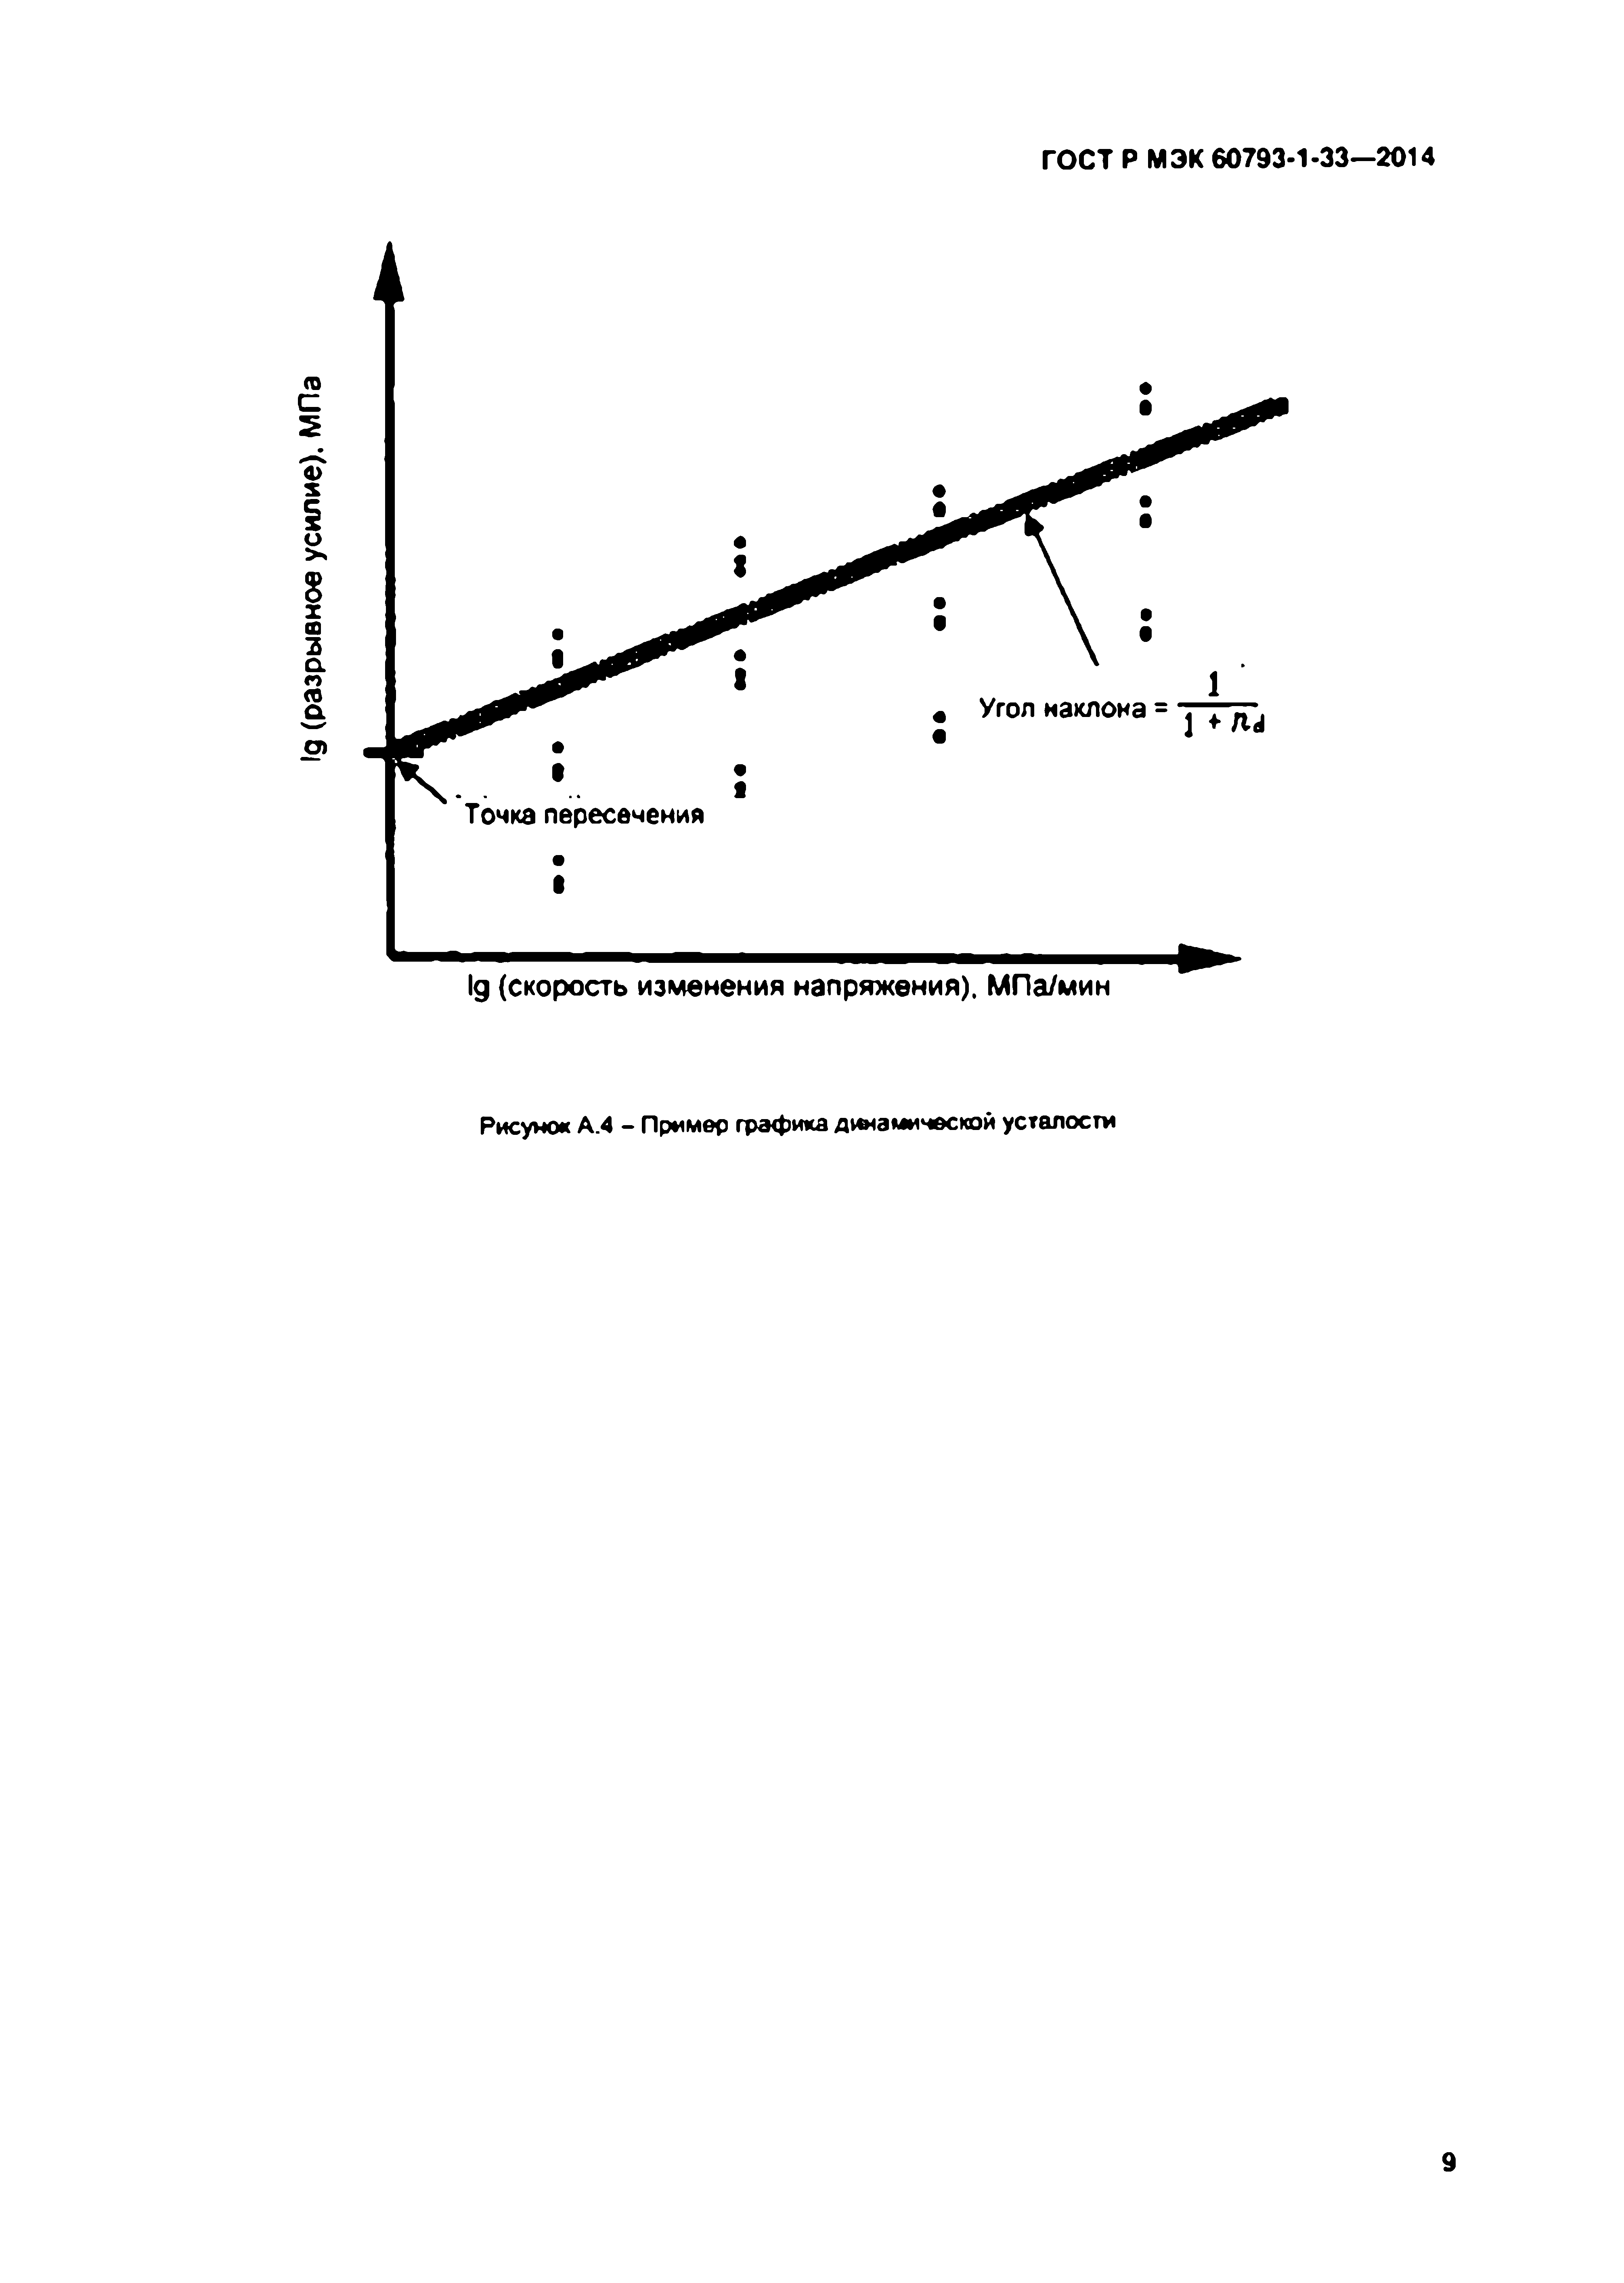 ГОСТ Р МЭК 60793-1-33—2014
lg (разрывное усилие), МПа
Угол наклона = 1
1 + nd
Точка пересечения
lg (скорость изменения напряжения), МПа/мин
Рисунок А.4 – Пример графика динамической усталости
9